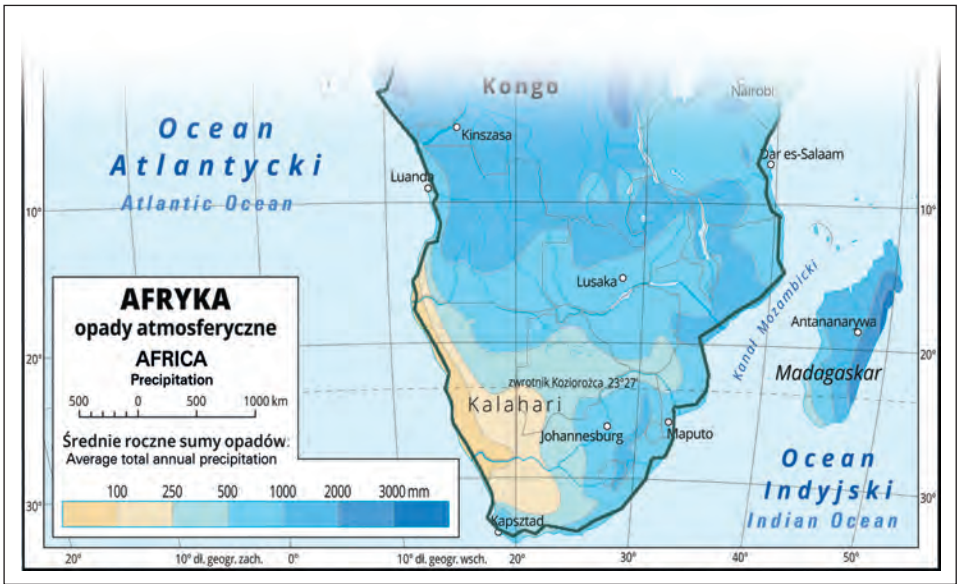 Kongo
Nairobi
Ocean
Atlantycki
Atlantic Ocean
Kinszasa
Dar es-Salaam
Luanda
10°
10°
Lusaka
Kanał Mozambicki
Antananarywa
Madagaskar
20°
20°
zwrotnik Koziorożca 23°27'
Kalahari
Johannesburg
Maputo
Ocean
Indyjski
Indian Ocean
30°
30°
Kapsztad
AFRYKA
opady atmosferyczne
AFRICA
Precipitation
500 0 500 1000 km
Średnie roczne sumy opadów:
Average total annual precipitation
100 250 500 1000 2000 3000 mm
20° 10° dł. geogr. zach. 0° 10° dł. geogr. wsch. 20° 30° 40° 50°